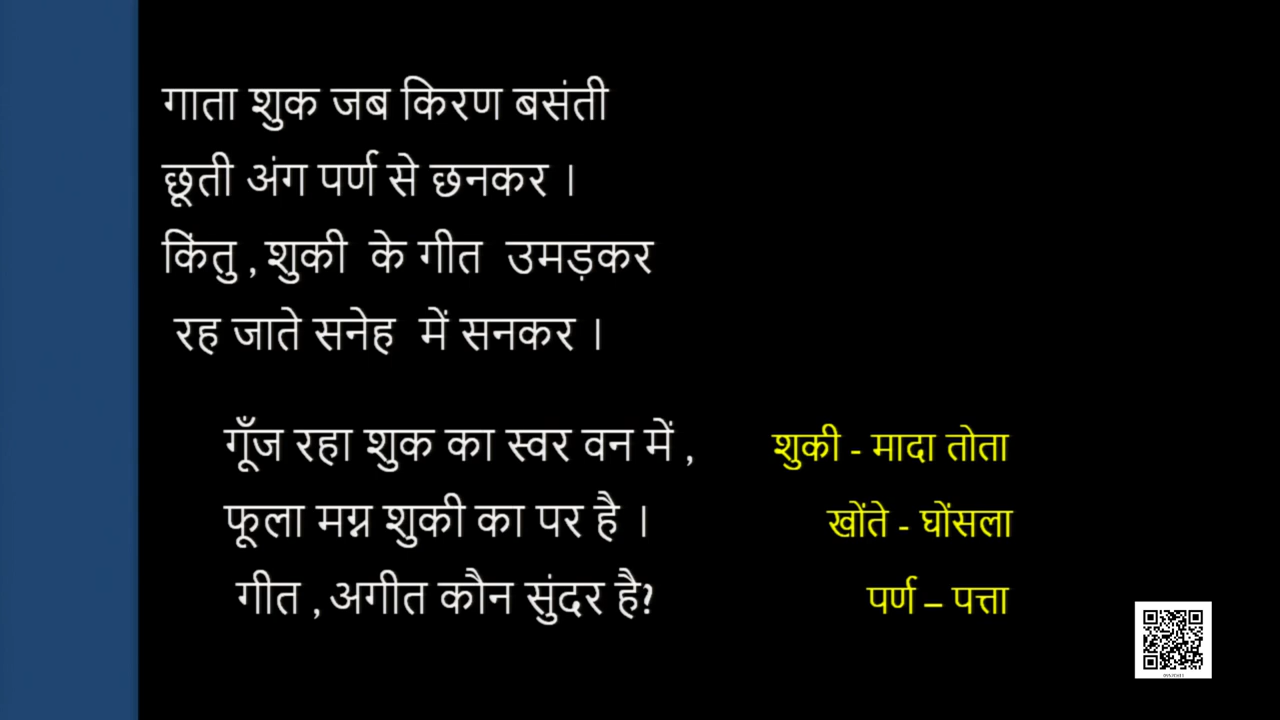 गाता शुक जब किरण बसंती
छूती अंग पर्ण से छनकर ।
किंतु , शुकी के गीत उमड़कर
रह जाते सनेह में सनकर ।
गूँज रहा शुक का स्वर वन में ,
फूला मग्न शुकी का पर है ।
गीत , अगीत कौन सुंदर है?
शुकी - मादा तोता
खोंते - घोंसला
पर्ण – पत्ता